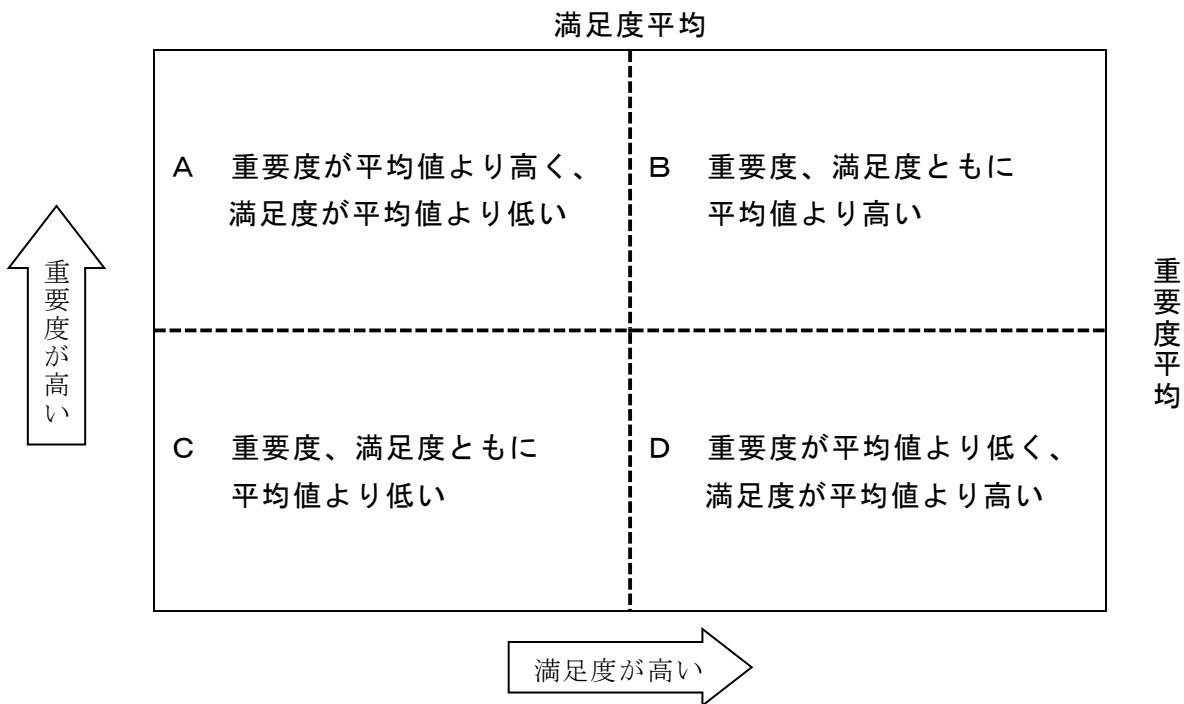 満足度平均
A 重要度が平均値より高く、
満足度が平均値より低い
B 重要度、満足度ともに
平均値より高い
重要度が高い
重要度平均
C 重要度、満足度ともに
平均値より低い
D 重要度が平均値より低く、
満足度が平均値より高い
満足度が高い